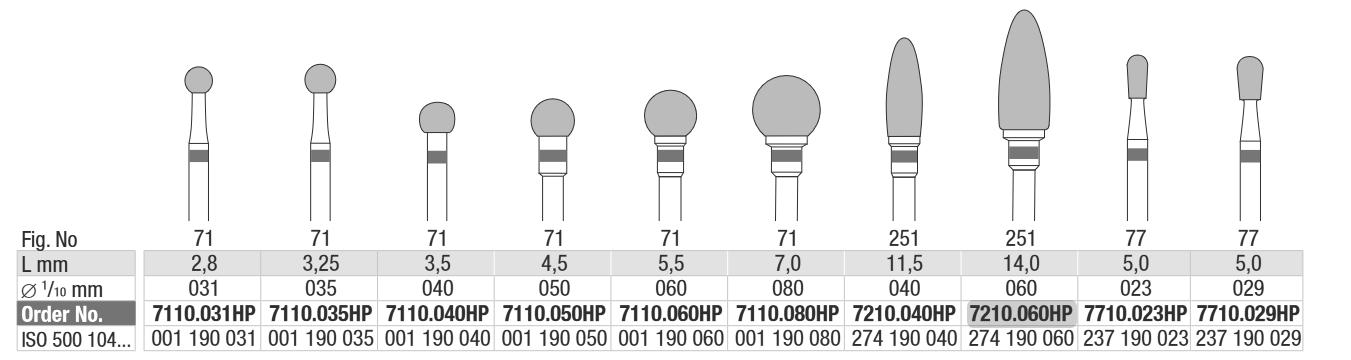 Fig. No 71 71 71 71 71 71 251 251 77 77
L mm 2,8 3,25 3,5 4,5 5,5 7,0 11,5 14,0 5,0 5,0
∅ 1/10 mm 031 035 040 050 060 080 040 060 023 029
Order No. 7110.031HP 7110.035HP 7110.040HP 7110.050HP 7110.060HP 7110.080HP 7210.040HP 7210.060HP 7710.023HP 7710.029HP
ISO 500 104... 001 190 031 001 190 035 001 190 040 001 190 050 001 190 060 001 190 080 274 190 040 274 190 060 237 190 023 237 190 029